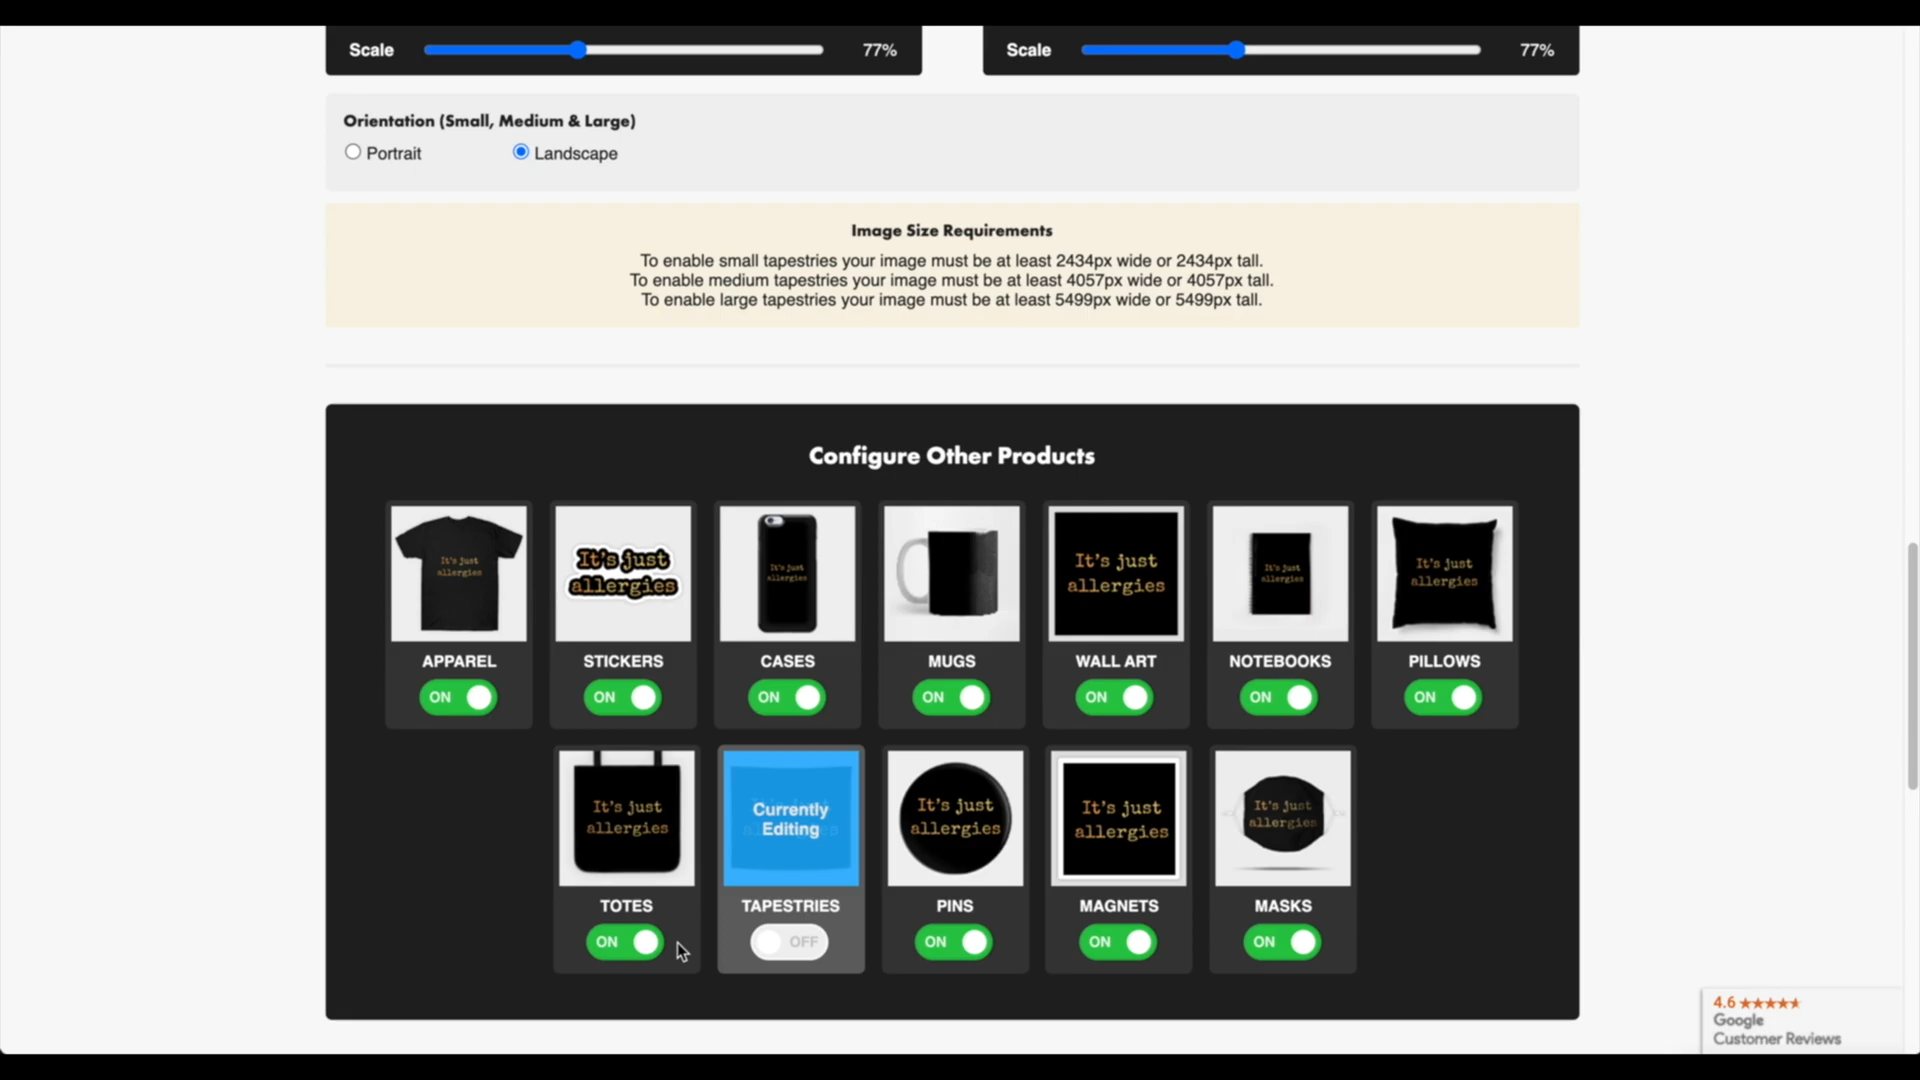 Scale 77% Scale 77%
Orientation (Small, Medium & Large)
Portrait Landscape
Image Size Requirements
To enable small tapestries your image must be at least 2434px wide or 2434px tall.
To enable medium tapestries your image must be at least 4057px wide or 4057px tall.
To enable large tapestries your image must be at least 5499px wide or 5499px tall.
Configure Other Products
It's just
allergies
It's just
allergies
It's just
allergies
It's just
allergies
It's just
allergies
It's just
allergies
APPAREL STICKERS CASES MUGS WALL ART NOTEBOOKS PILLOWS
ON ON ON ON ON ON ON
It's just
allergies
Currently
Editing
It's just
allergies
It's just
allergies
It's just
allergies
TOTES TAPESTRIES PINS MAGNETS MASKS
ON OFF ON ON ON
4.6 ★★★★★
Google
Customer Reviews